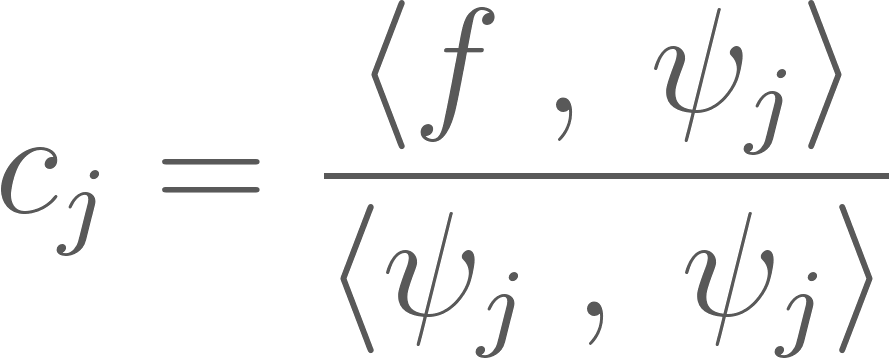 c_j = ⟨f , ψ_j⟩ / ⟨ψ_j , ψ_j⟩